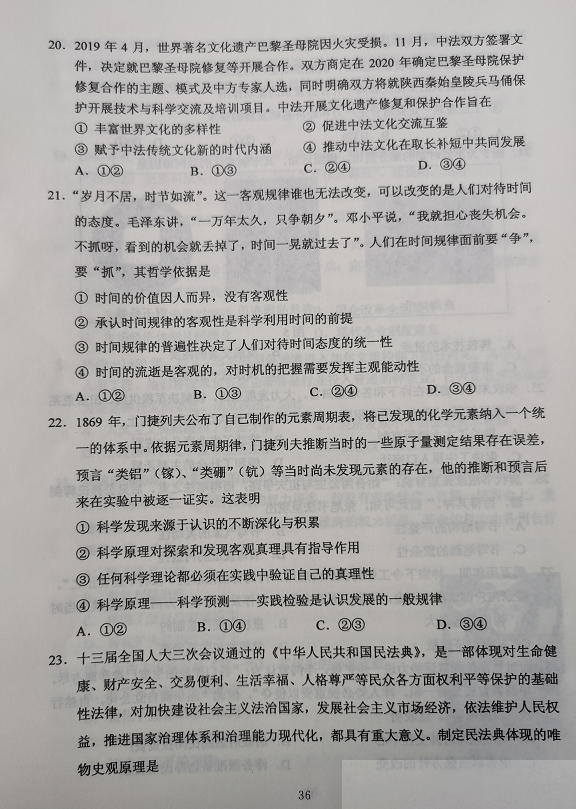 20. 2019 年 4 月，世界著名文化遗产巴黎圣母院因火灾受损。11 月，中法双方签署文
件，决定就巴黎圣母院修复等开展合作。双方商定在 2020 年确定巴黎圣母院保护
修复合作的主题、模式及中方专家人选，同时明确双方将就陕西秦始皇陵兵马俑保
护开展技术与科学交流及培训项目。中法开展文化遗产修复和保护合作旨在
① 丰富世界文化的多样性 ② 促进中法文化交流互鉴
③ 赋予中法传统文化新的时代内涵 ④ 推动中法文化在取长补短中共同发展
A. ①② B. ①③ C. ②④ D. ③④
21. “岁月不居，时节如流”。这一客观规律谁也无法改变，可以改变的是人们对待时间
的态度。毛泽东讲，“一万年太久，只争朝夕”。邓小平说，“我就担心丧失机会。
不抓呀，看到的机会就丢掉了，时间一晃就过去了”。人们在时间规律面前要“争”，
要“抓”，其哲学依据是
① 时间的价值因人而异，没有客观性
② 承认时间规律的客观性是科学利用时间的前提
③ 时间规律的普遍性决定了人们对待时间态度的统一性
④ 时间的流逝是客观的，对时机的把握需要发挥主观能动性
A. ①② B. ①③ C. ②④ D. ③④
22. 1869 年，门捷列夫公布了自己制作的元素周期表，将已发现的化学元素纳入一个统
一的体系中。依据元素周期律，门捷列夫推断当时的一些原子量测定结果存在误差，
预言“类铝”（镓）、“类硼”（钪）等当时尚未发现元素的存在，他的推断和预言后
来在实验中被逐一证实。这表明
① 科学发现来源于认识的不断深化与积累
② 科学原理对探索和发现客观真理具有指导作用
③ 任何科学理论都必须在实践中验证自己的真理性
④ 科学原理——科学预测——实践检验是认识发展的一般规律
A. ①② B. ①④ C. ②③ D. ③④
23. 十三届全国人大三次会议通过的《中华人民共和国民法典》，是一部体现对生命健
康、财产安全、交易便利、生活幸福、人格尊严等民众各方面权利平等保护的基础
性法律，对加快建设社会主义法治国家，发展社会主义市场经济，依法维护人民权
益，推进国家治理体系和治理能力现代化，都具有重大意义。制定民法典体现的唯
物史观原理是
36